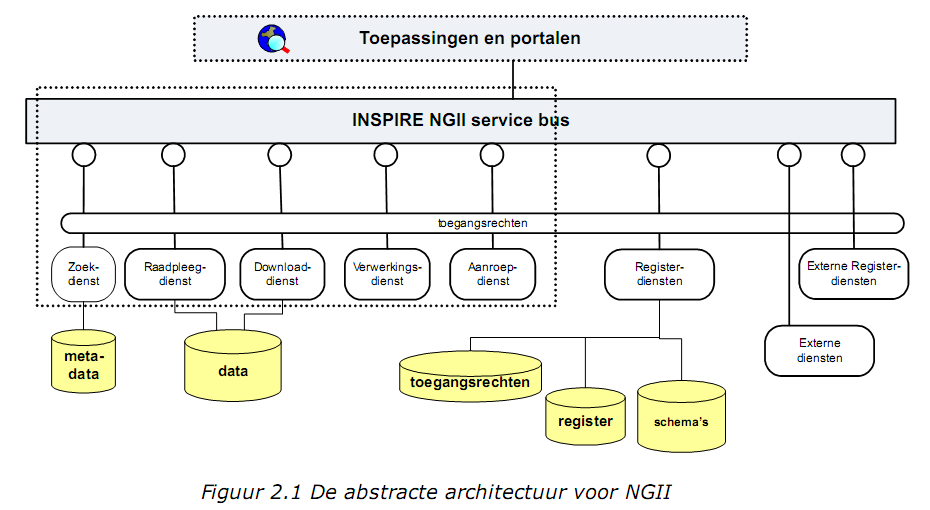 Toepassingen en portalen
INSPIRE NGII service bus
toegangsrechten
Zoek-
dienst
Raadpleeg-
dienst
Download-
dienst
Verwerkings-
dienst
Aanroep-
dienst
Register-
diensten
Externe Register-
diensten
Externe
diensten
meta-
data
data
toegangsrechten
register
schema's
Figuur 2.1 De abstracte architectuur voor NGII